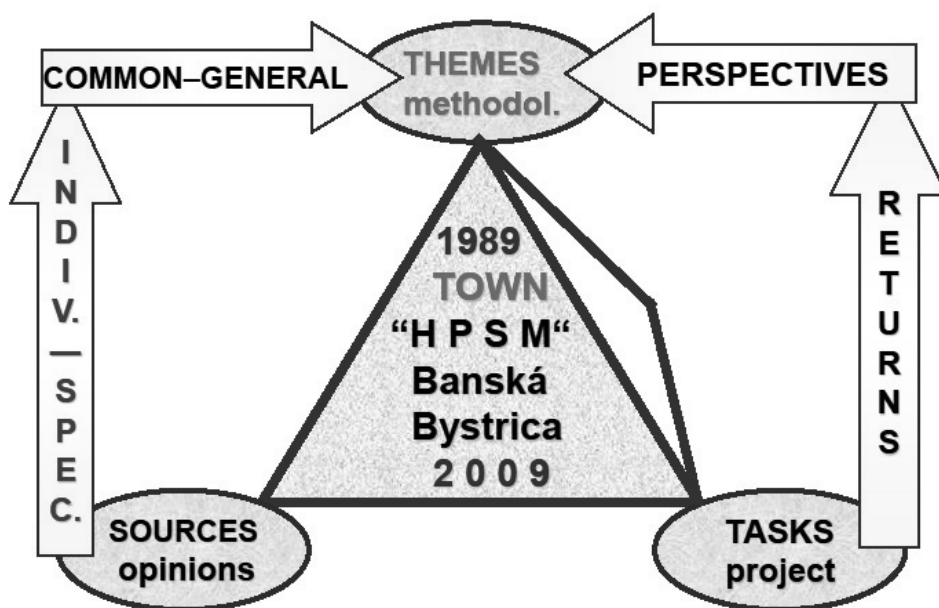 COMMON–GENERAL
THEMES
methodol.
PERSPECTIVES
INDIV.—SPEC.
1989
TOWN
“H P S M“
Banská
Bystrica
2 0 0 9
RETURNS
SOURCES
opinions
TASKS
project